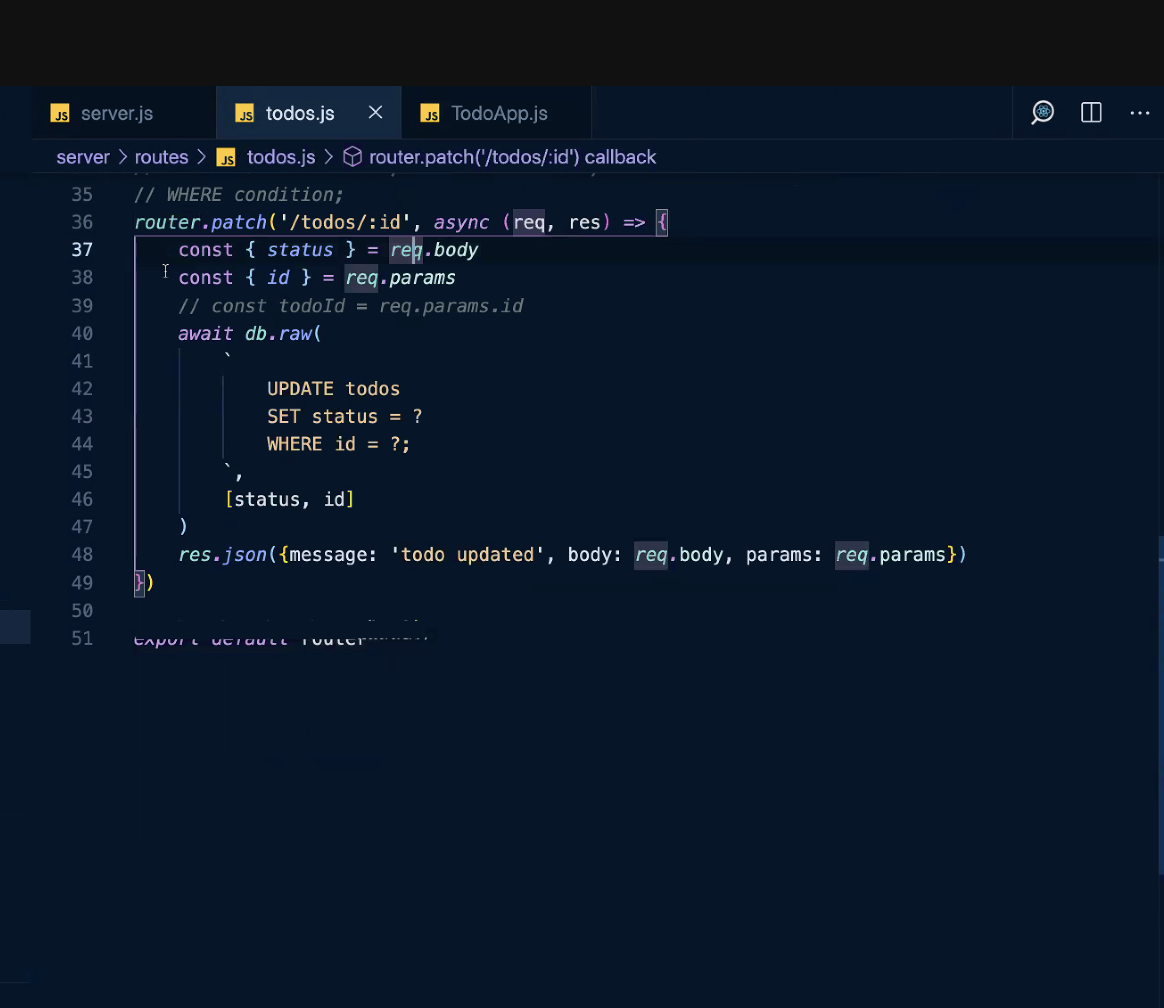 JS server.js JS todos.js JS TodoApp.js
server > routes > JS todos.js > router.patch('/todos/:id') callback
35 // WHERE condition;
36 router.patch('/todos/:id', async (req, res) => {
37 const { status } = req.body
38 const { id } = req.params
39 // const todoId = req.params.id
40 await db.raw(
41 `
42 UPDATE todos
43 SET status = ?
44 WHERE id = ?;
45 `,
46 [status, id]
47 )
48 res.json({message: 'todo updated', body: req.body, params: req.params})
49 })
50
51 export default router